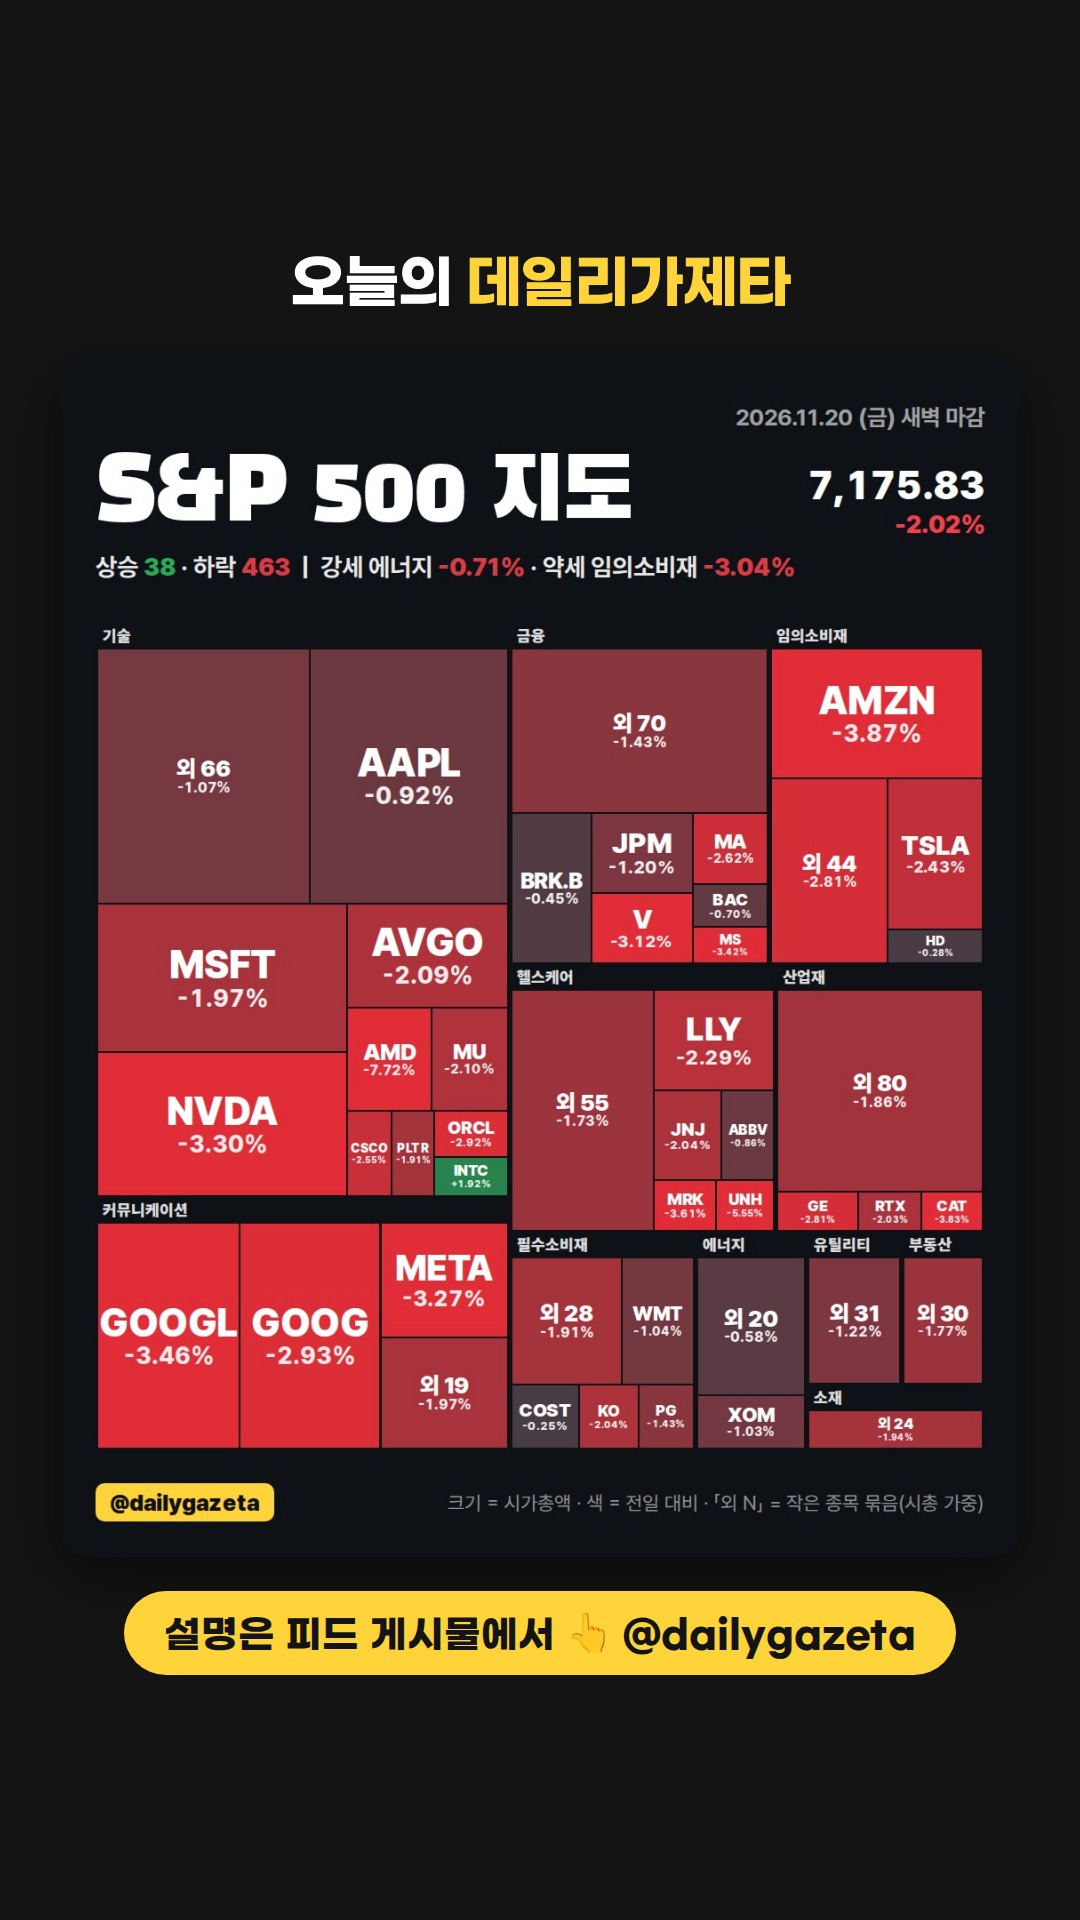 오늘의 데일리가제타
2026.11.20 (금) 새벽 마감
S&P 500 지도
7,175.83
-2.02%
상승 38 · 하락 463 | 강세 에너지 -0.71% · 약세 임의소비재 -3.04%
기술
외 66
-1.07%
AAPL
-0.92%
MSFT
-1.97%
AVGO
-2.09%
NVDA
-3.30%
AMD
-7.72%
MU
-2.10%
CSCO
-2.55%
PLTR
-1.91%
ORCL
-2.92%
INTC
+1.92%
금융
외 70
-1.43%
BRK.B
-0.45%
JPM
-1.20%
MA
-2.62%
V
-3.12%
BAC
-0.70%
MS
-3.42%
임의소비재
AMZN
-3.87%
외 44
-2.81%
TSLA
-2.43%
HD
-0.28%
헬스케어
외 55
-1.73%
LLY
-2.29%
JNJ
-2.04%
ABBV
-0.86%
MRK
-3.61%
UNH
-5.55%
산업재
외 80
-1.86%
GE
-2.81%
RTX
-2.03%
CAT
-3.83%
커뮤니케이션
GOOGL
-3.46%
GOOG
-2.93%
META
-3.27%
외 19
-1.97%
필수소비재
외 28
-1.91%
WMT
-1.04%
COST
-0.25%
KO
-2.04%
PG
-1.43%
에너지
외 20
-0.58%
XOM
-1.03%
유틸리티
외 31
-1.22%
부동산
외 30
-1.77%
소재
외 24
-1.94%
@dailygazeta
크기 = 시가총액 · 색 = 전일 대비 · 「외 N」 = 작은 종목 묶음(시총 가중)
설명은 피드 게시물에서 👆 @dailygazeta